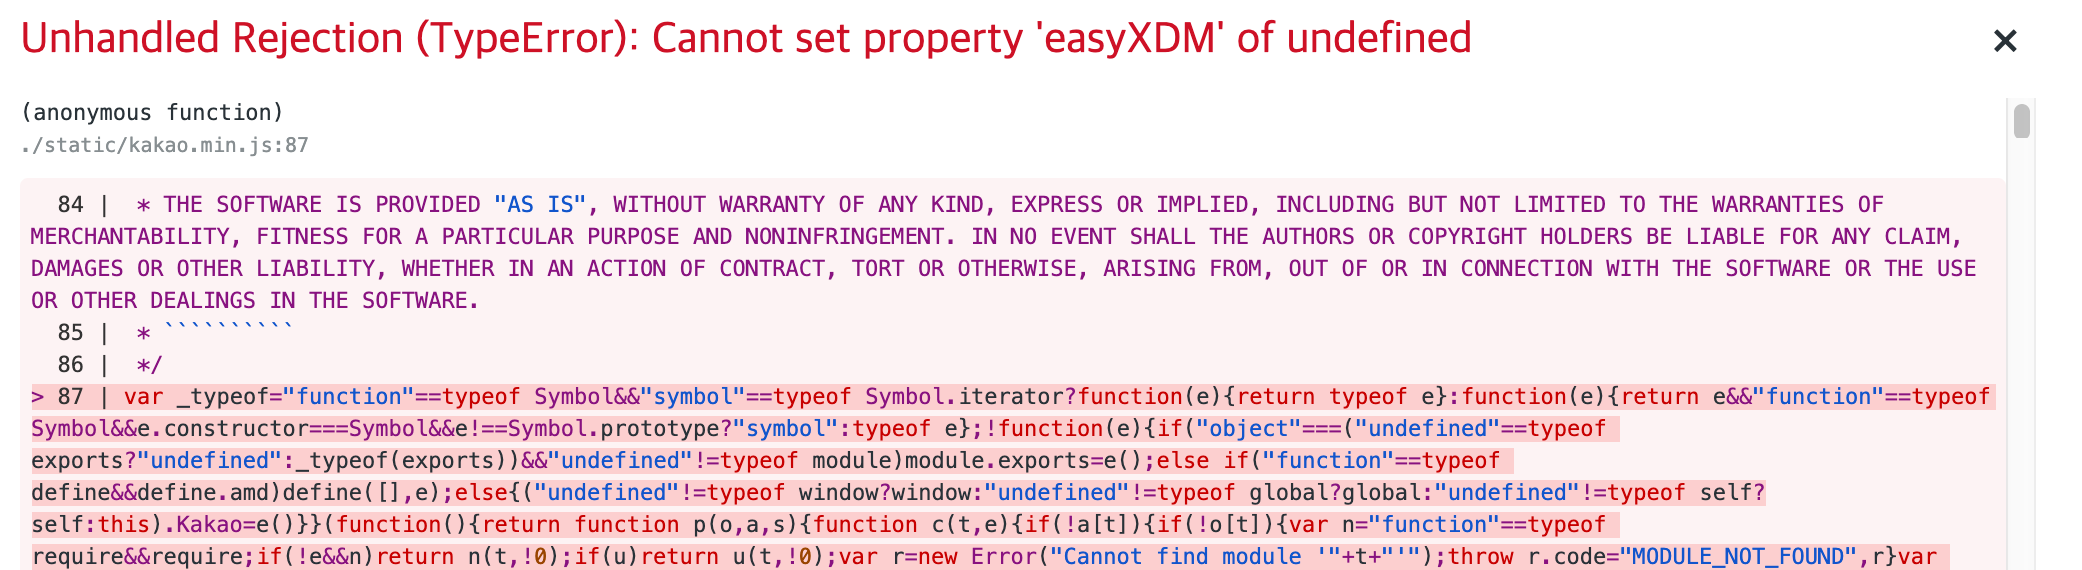 Unhandled Rejection (TypeError): Cannot set property 'easyXDM' of undefined
×
(anonymous function)
./static/kakao.min.js:87
84 |  * THE SOFTWARE IS PROVIDED "AS IS", WITHOUT WARRANTY OF ANY KIND, EXPRESS OR IMPLIED, INCLUDING BUT NOT LIMITED TO THE WARRANTIES OF
MERCHANTABILITY, FITNESS FOR A PARTICULAR PURPOSE AND NONINFRINGEMENT. IN NO EVENT SHALL THE AUTHORS OR COPYRIGHT HOLDERS BE LIABLE FOR ANY CLAIM,
DAMAGES OR OTHER LIABILITY, WHETHER IN AN ACTION OF CONTRACT, TORT OR OTHERWISE, ARISING FROM, OUT OF OR IN CONNECTION WITH THE SOFTWARE OR THE USE
OR OTHER DEALINGS IN THE SOFTWARE.
85 |  * ``````````
86 |  */
> 87 | var _typeof="function"==typeof Symbol&&"symbol"==typeof Symbol.iterator?function(e){return typeof e}:function(e){return e&&"function"==typeof
Symbol&&e.constructor===Symbol&&e!==Symbol.prototype?"symbol":typeof e};!function(e){if("object"===("undefined"==typeof
exports?"undefined":_typeof(exports))&&"undefined"!=typeof module)module.exports=e();else if("function"==typeof
define&&define.amd)define([],e);else{("undefined"!=typeof window?window:"undefined"!=typeof global?global:"undefined"!=typeof self?
self:this).Kakao=e()}}(function(){return function p(o,a,s){function c(t,e){if(!a[t]){if(!o[t]){var n="function"==typeof
require&&require;if(!e&&n)return n(t,!0);if(u)return u(t,!0);var r=new Error("Cannot find module '"+t+"'");throw r.code="MODULE_NOT_FOUND",r}var